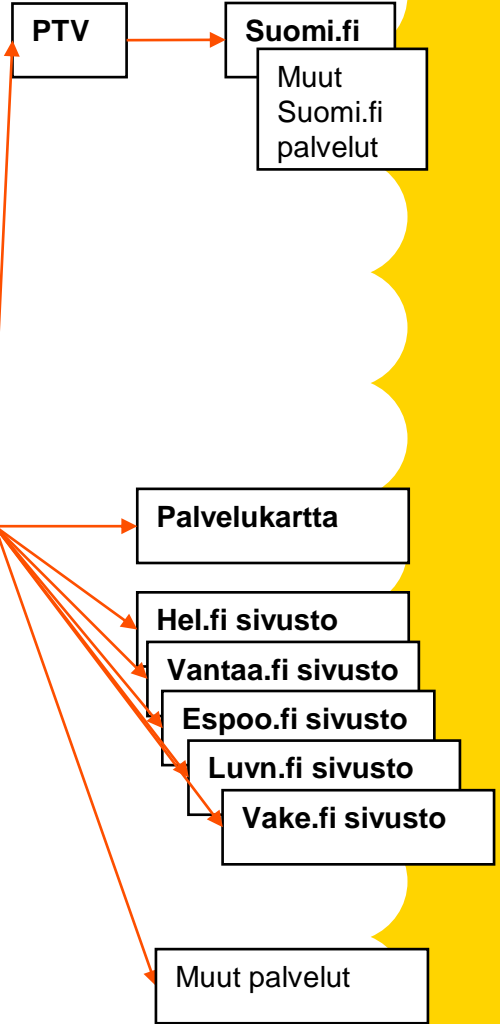 PTV
Suomi.fi
Muut
Suomi.fi
palvelut
Palvelukartta
Hel.fi sivusto
Vantaa.fi sivusto
Espoo.fi sivusto
Luvn.fi sivusto
Vake.fi sivusto
Muut palvelut